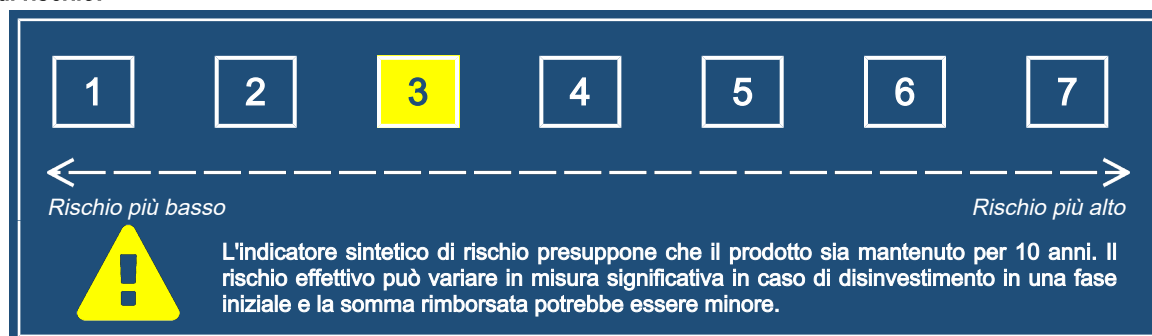 1 2 3 4 5 6 7
Rischio più basso Rischio più alto
L'indicatore sintetico di rischio presuppone che il prodotto sia mantenuto per 10 anni. Il
rischio effettivo può variare in misura significativa in caso di disinvestimento in una fase
iniziale e la somma rimborsata potrebbe essere minore.